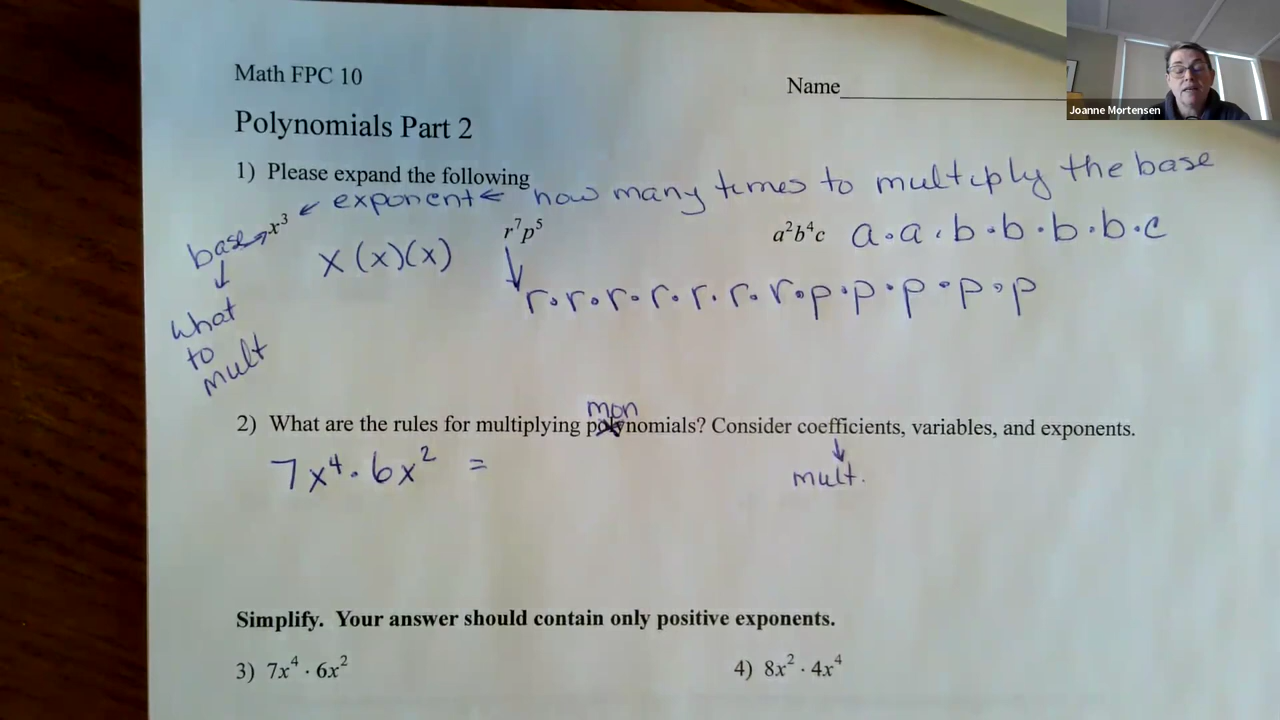 Math FPC 10
Name
Joanne Mortensen
Polynomials Part 2
1) Please expand the following
exponent ← how many times to multiply the base
base → x³
r⁷p⁵
a²b⁴c a·a·b·b·b·b·c
x(x)(x)
r·r·r·r·r·r·r·p·p·p·p·p
what
to
mult
mon
2) What are the rules for multiplying polynomials? Consider coefficients, variables, and exponents.
7x⁴·6x² =
mult.
Simplify. Your answer should contain only positive exponents.
3) 7x⁴ · 6x²
4) 8x² · 4x⁴